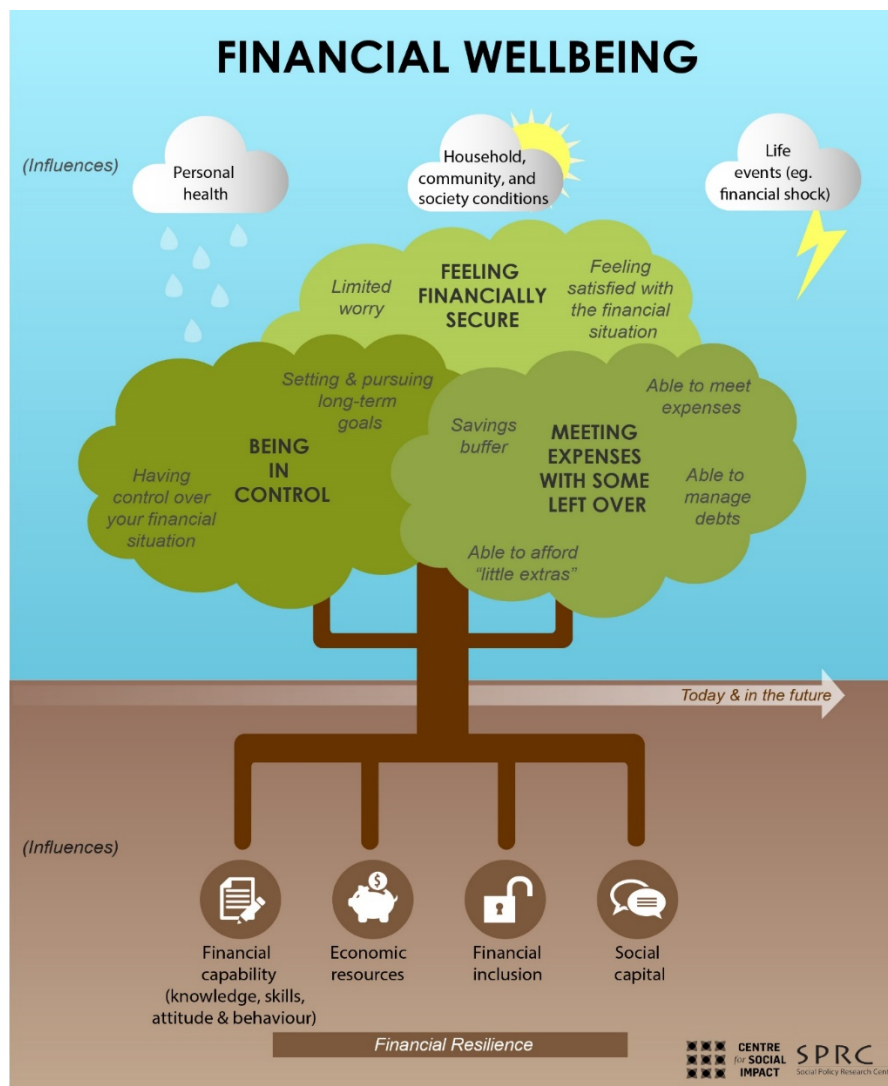 FINANCIAL WELLBEING
(Influences)
Personal
health
Household,
community, and
society conditions
Life
events (eg.
financial shock)
Limited
worry
FEELING
FINANCIALLY
SECURE
Feeling
satisfied with
the financial
situation
Setting & pursuing
long-term
goals
BEING
IN
CONTROL
Having
control over
your financial
situation
Savings
buffer
MEETING
EXPENSES
WITH SOME
LEFT OVER
Able to meet
expenses
Able to
manage
debts
Able to afford
“little extras”
Today & in the future
(Influences)
Financial
capability
(knowledge, skills,
attitude & behaviour)
Economic
resources
Financial
inclusion
Social
capital
Financial Resilience
CENTRE
for SOCIAL
IMPACT
SPRC
Social Policy Research